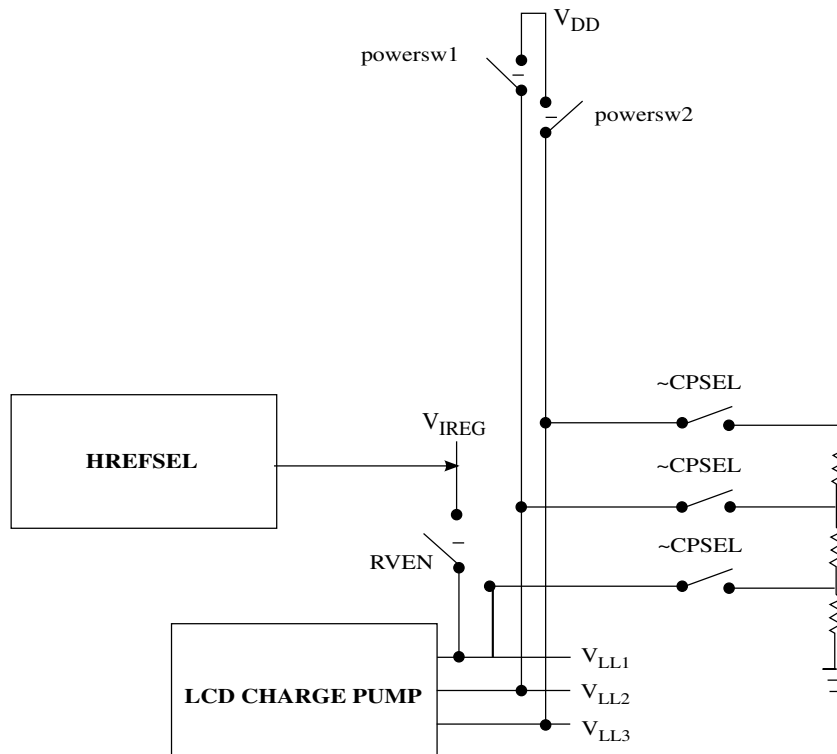 VDD
powersw1
powersw2
~CPSEL
VIREG
HREFSEL
~CPSEL
~CPSEL
RVEN
VLL1
LCD CHARGE PUMP
VLL2
VLL3